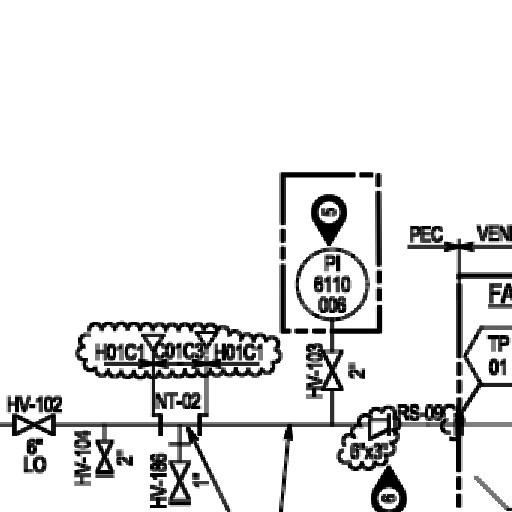 5
PEC
VEN
PI
6110
006
FA
H01C1
C01C3
H01C1
TP
01
HV-103
2"
HV-102
NT-02
RS-09
6"
LO
HV-104
2"
HV-186
1"
6"x3"
6